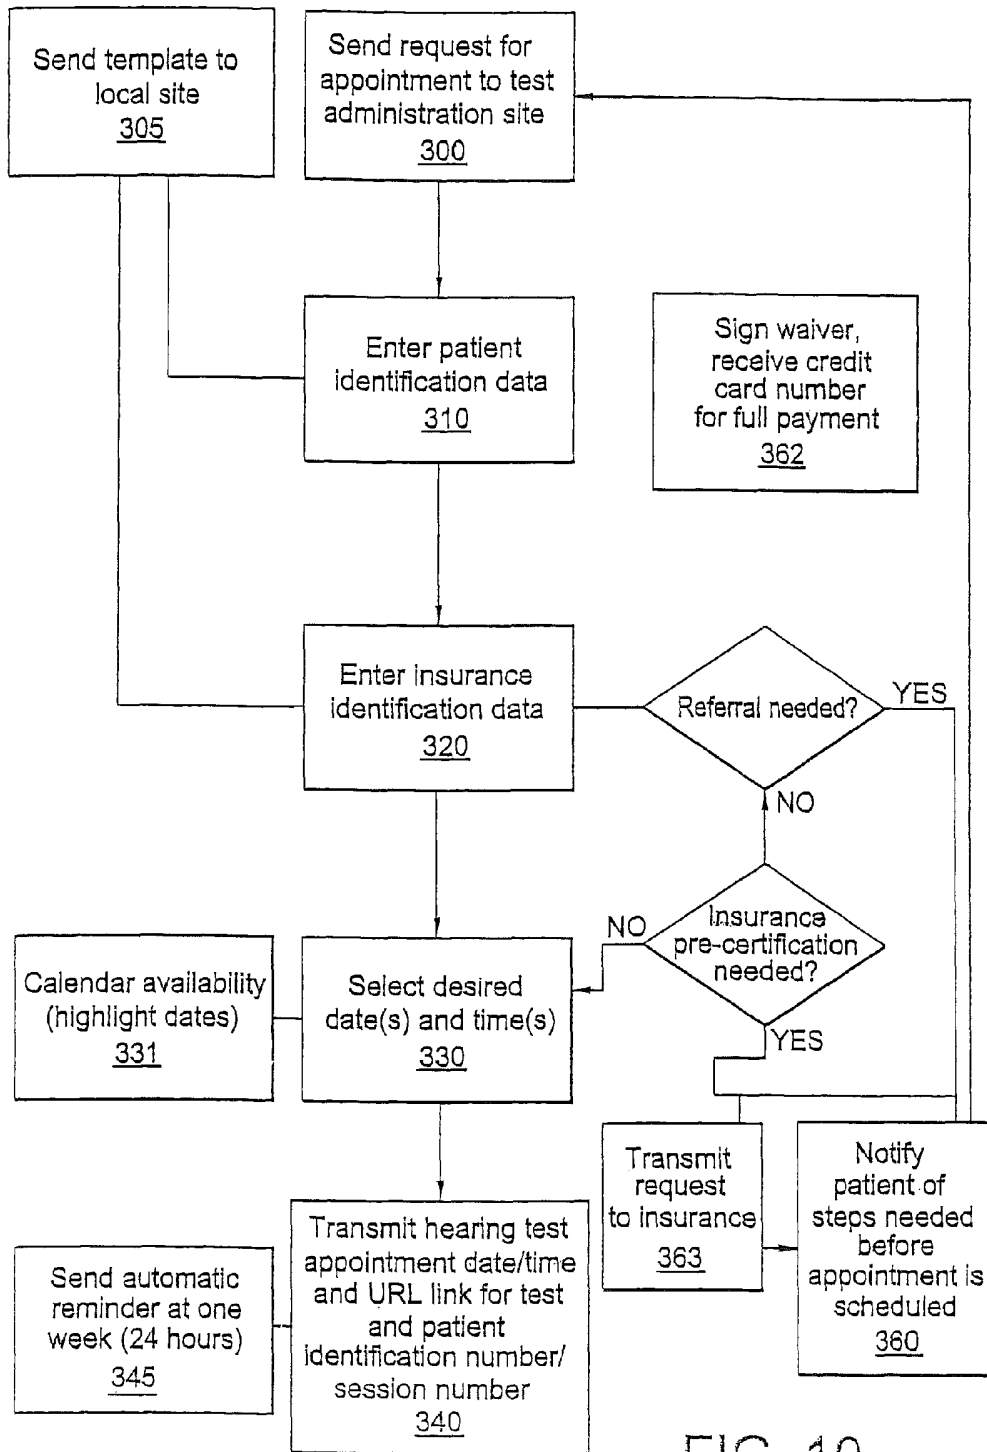 Send template to
local site
305
Send request for
appointment to test
administration site
300
Enter patient
identification data
310
Sign waiver,
receive credit
card number
for full payment
362
Enter insurance
identification data
320
Referral needed?
YES
NO
Insurance
pre-certification
needed?
NO
YES
Calendar availability
(highlight dates)
331
Select desired
date(s) and time(s)
330
Transmit
request
to insurance
363
Notify
patient of
steps needed
before
appointment is
scheduled
360
Send automatic
reminder at one
week (24 hours)
345
Transmit hearing test
appointment date/time
and URL link for test
and patient
identification number/
session number
340
FIG. 10